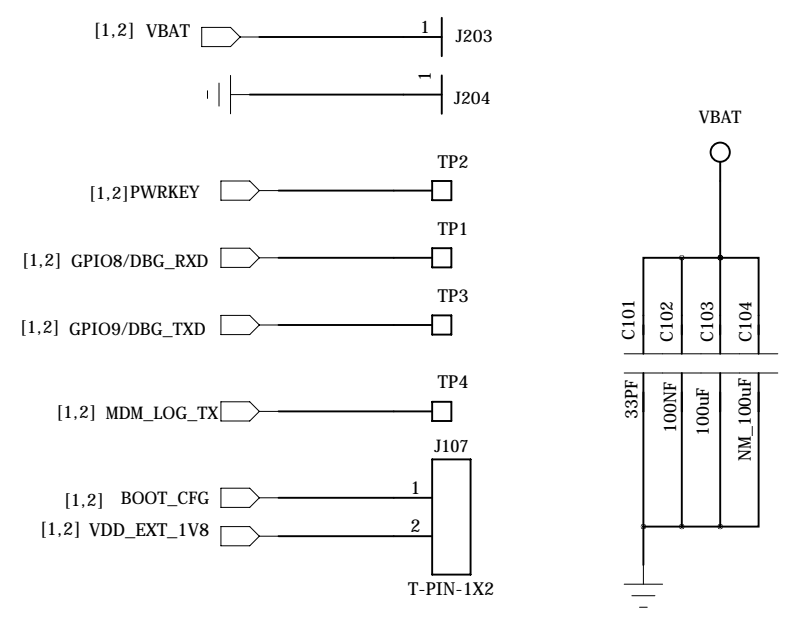 [1,2] VBAT
1
J203
1
J204
TP2
[1,2]PWRKEY
TP1
[1,2] GPIO8/DBG_RXD
TP3
[1,2] GPIO9/DBG_TXD
TP4
[1,2] MDM_LOG_TX
J107
[1,2] BOOT_CFG
1
[1,2] VDD_EXT_1V8
2
T-PIN-1X2
VBAT
C101
C102
C103
C104
33PF
100NF
100uF
NM_100uF